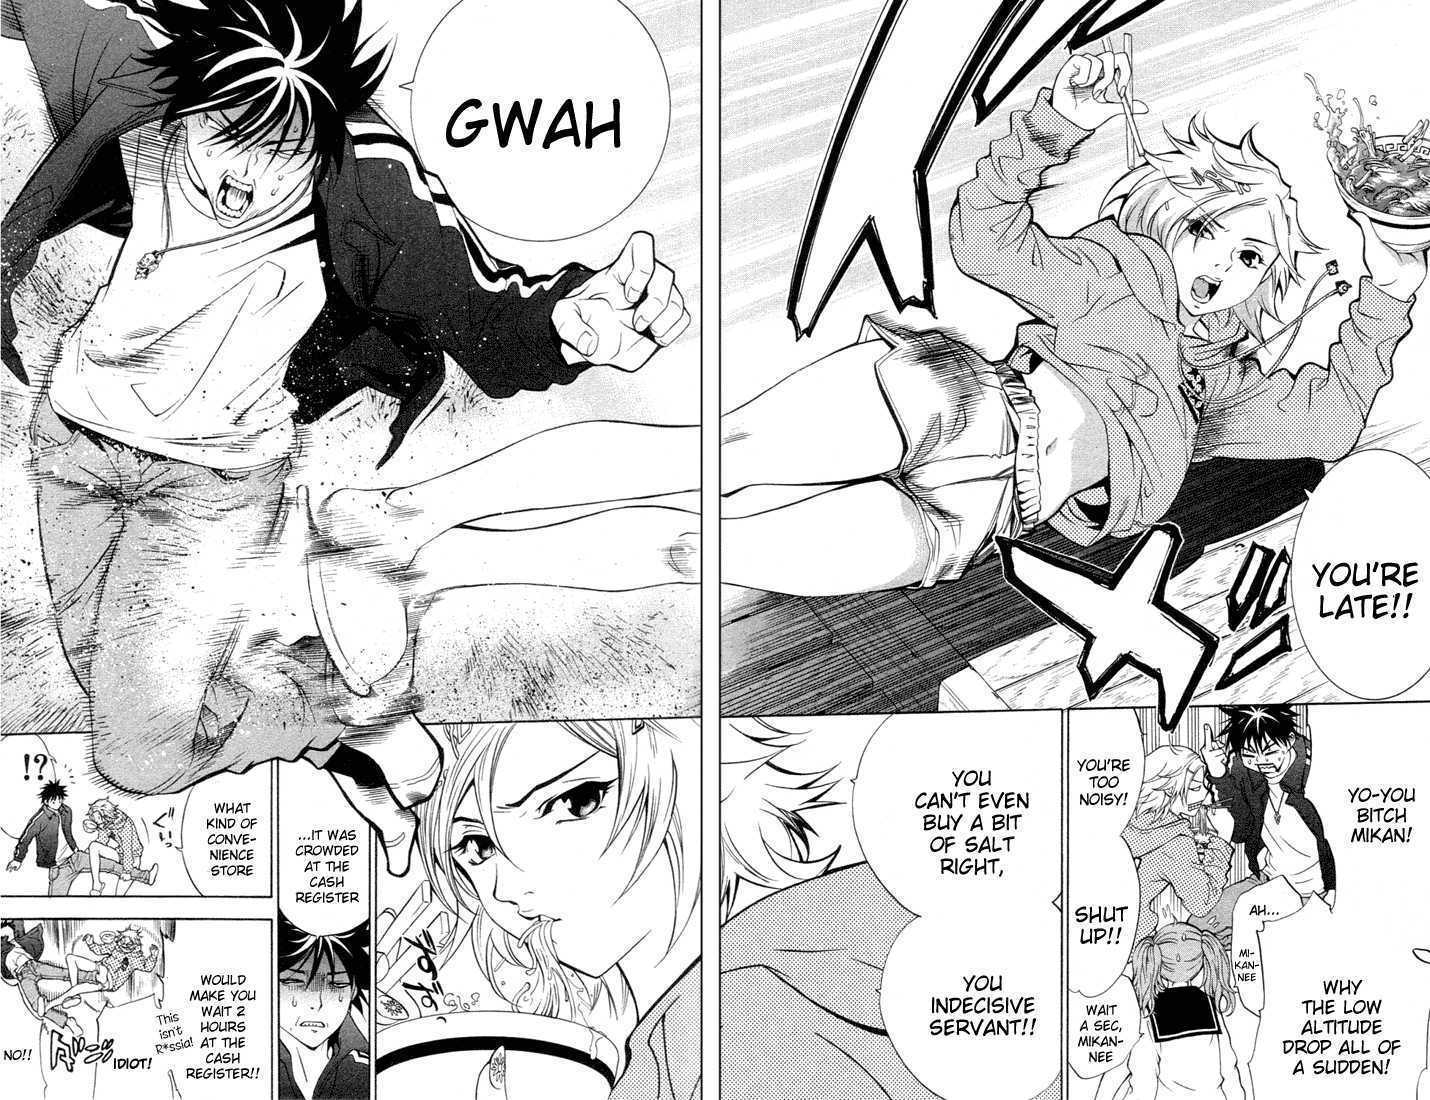 YOU'RE
LATE!!
GWAH
YO-YOU
BITCH
MIKAN!
WHY
THE LOW
ALTITUDE
DROP ALL OF
A SUDDEN!
YOU'RE
TOO
NOISY!
SHUT
UP!!
AH...
MI-
KAN-
NEE
WAIT
A SEC,
MIKAN-
NEE
YOU
CAN'T EVEN
BUY A BIT
OF SALT
RIGHT,
YOU
INDECISIVE
SERVANT!!
ずずず
...IT WAS
CROWDED
AT THE
CASH
REGISTER
!?
WHAT
KIND OF
CONVE-
NIENCE
STORE
WOULD
MAKE YOU
WAIT 2
HOURS
AT THE
CASH
REGISTER!!
This
isn't
R*ssia!
IDIOT!
NO!!